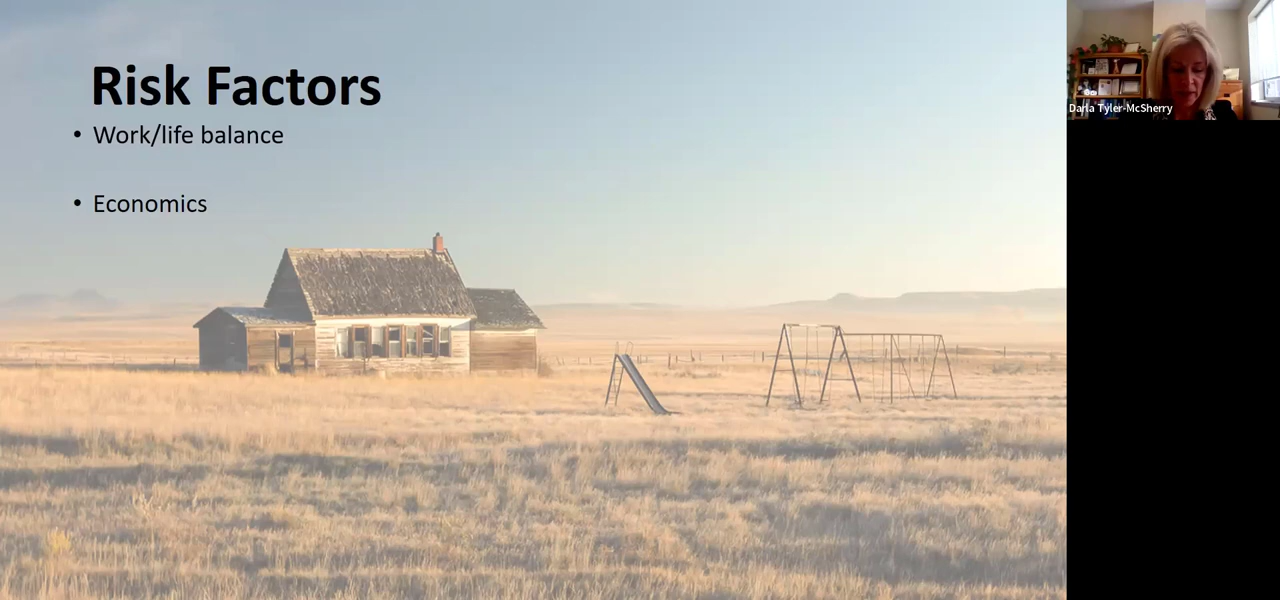 Risk Factors
• Work/life balance
• Economics
Darla Tyler-McSherry